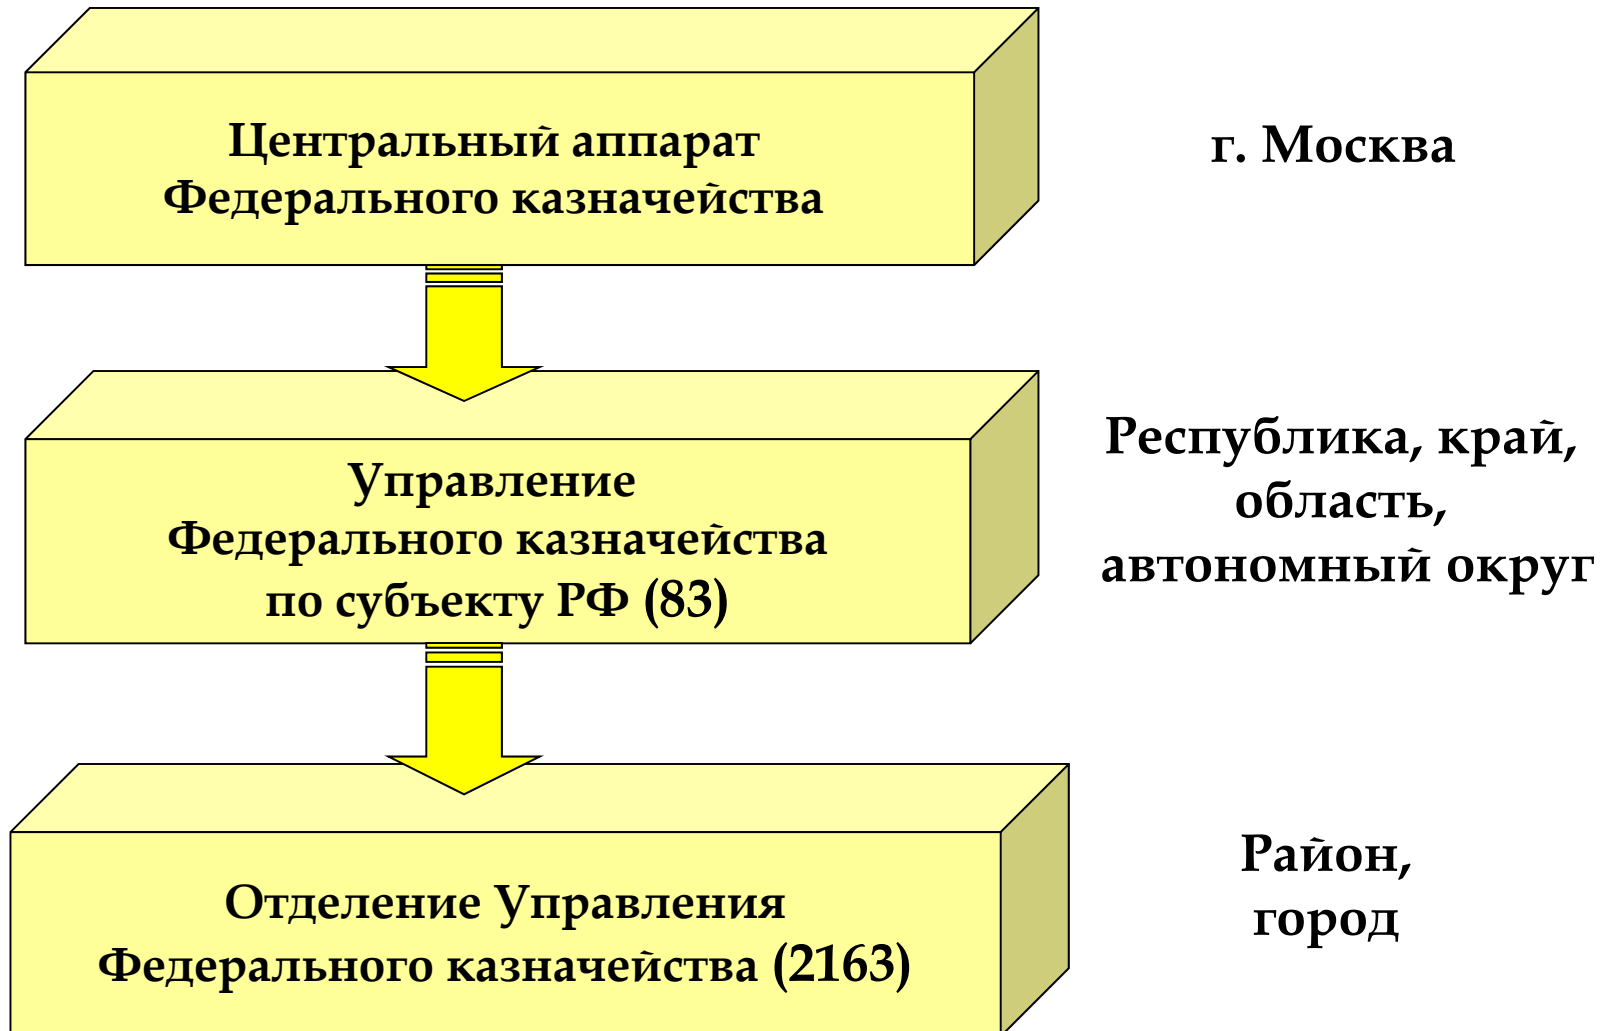 Центральный аппарат
Федерального казначейства
г. Москва
Управление
Федерального казначейства
по субъекту РФ (83)
Республика, край,
область,
автономный округ
Отделение Управления
Федерального казначейства (2163)
Район,
город